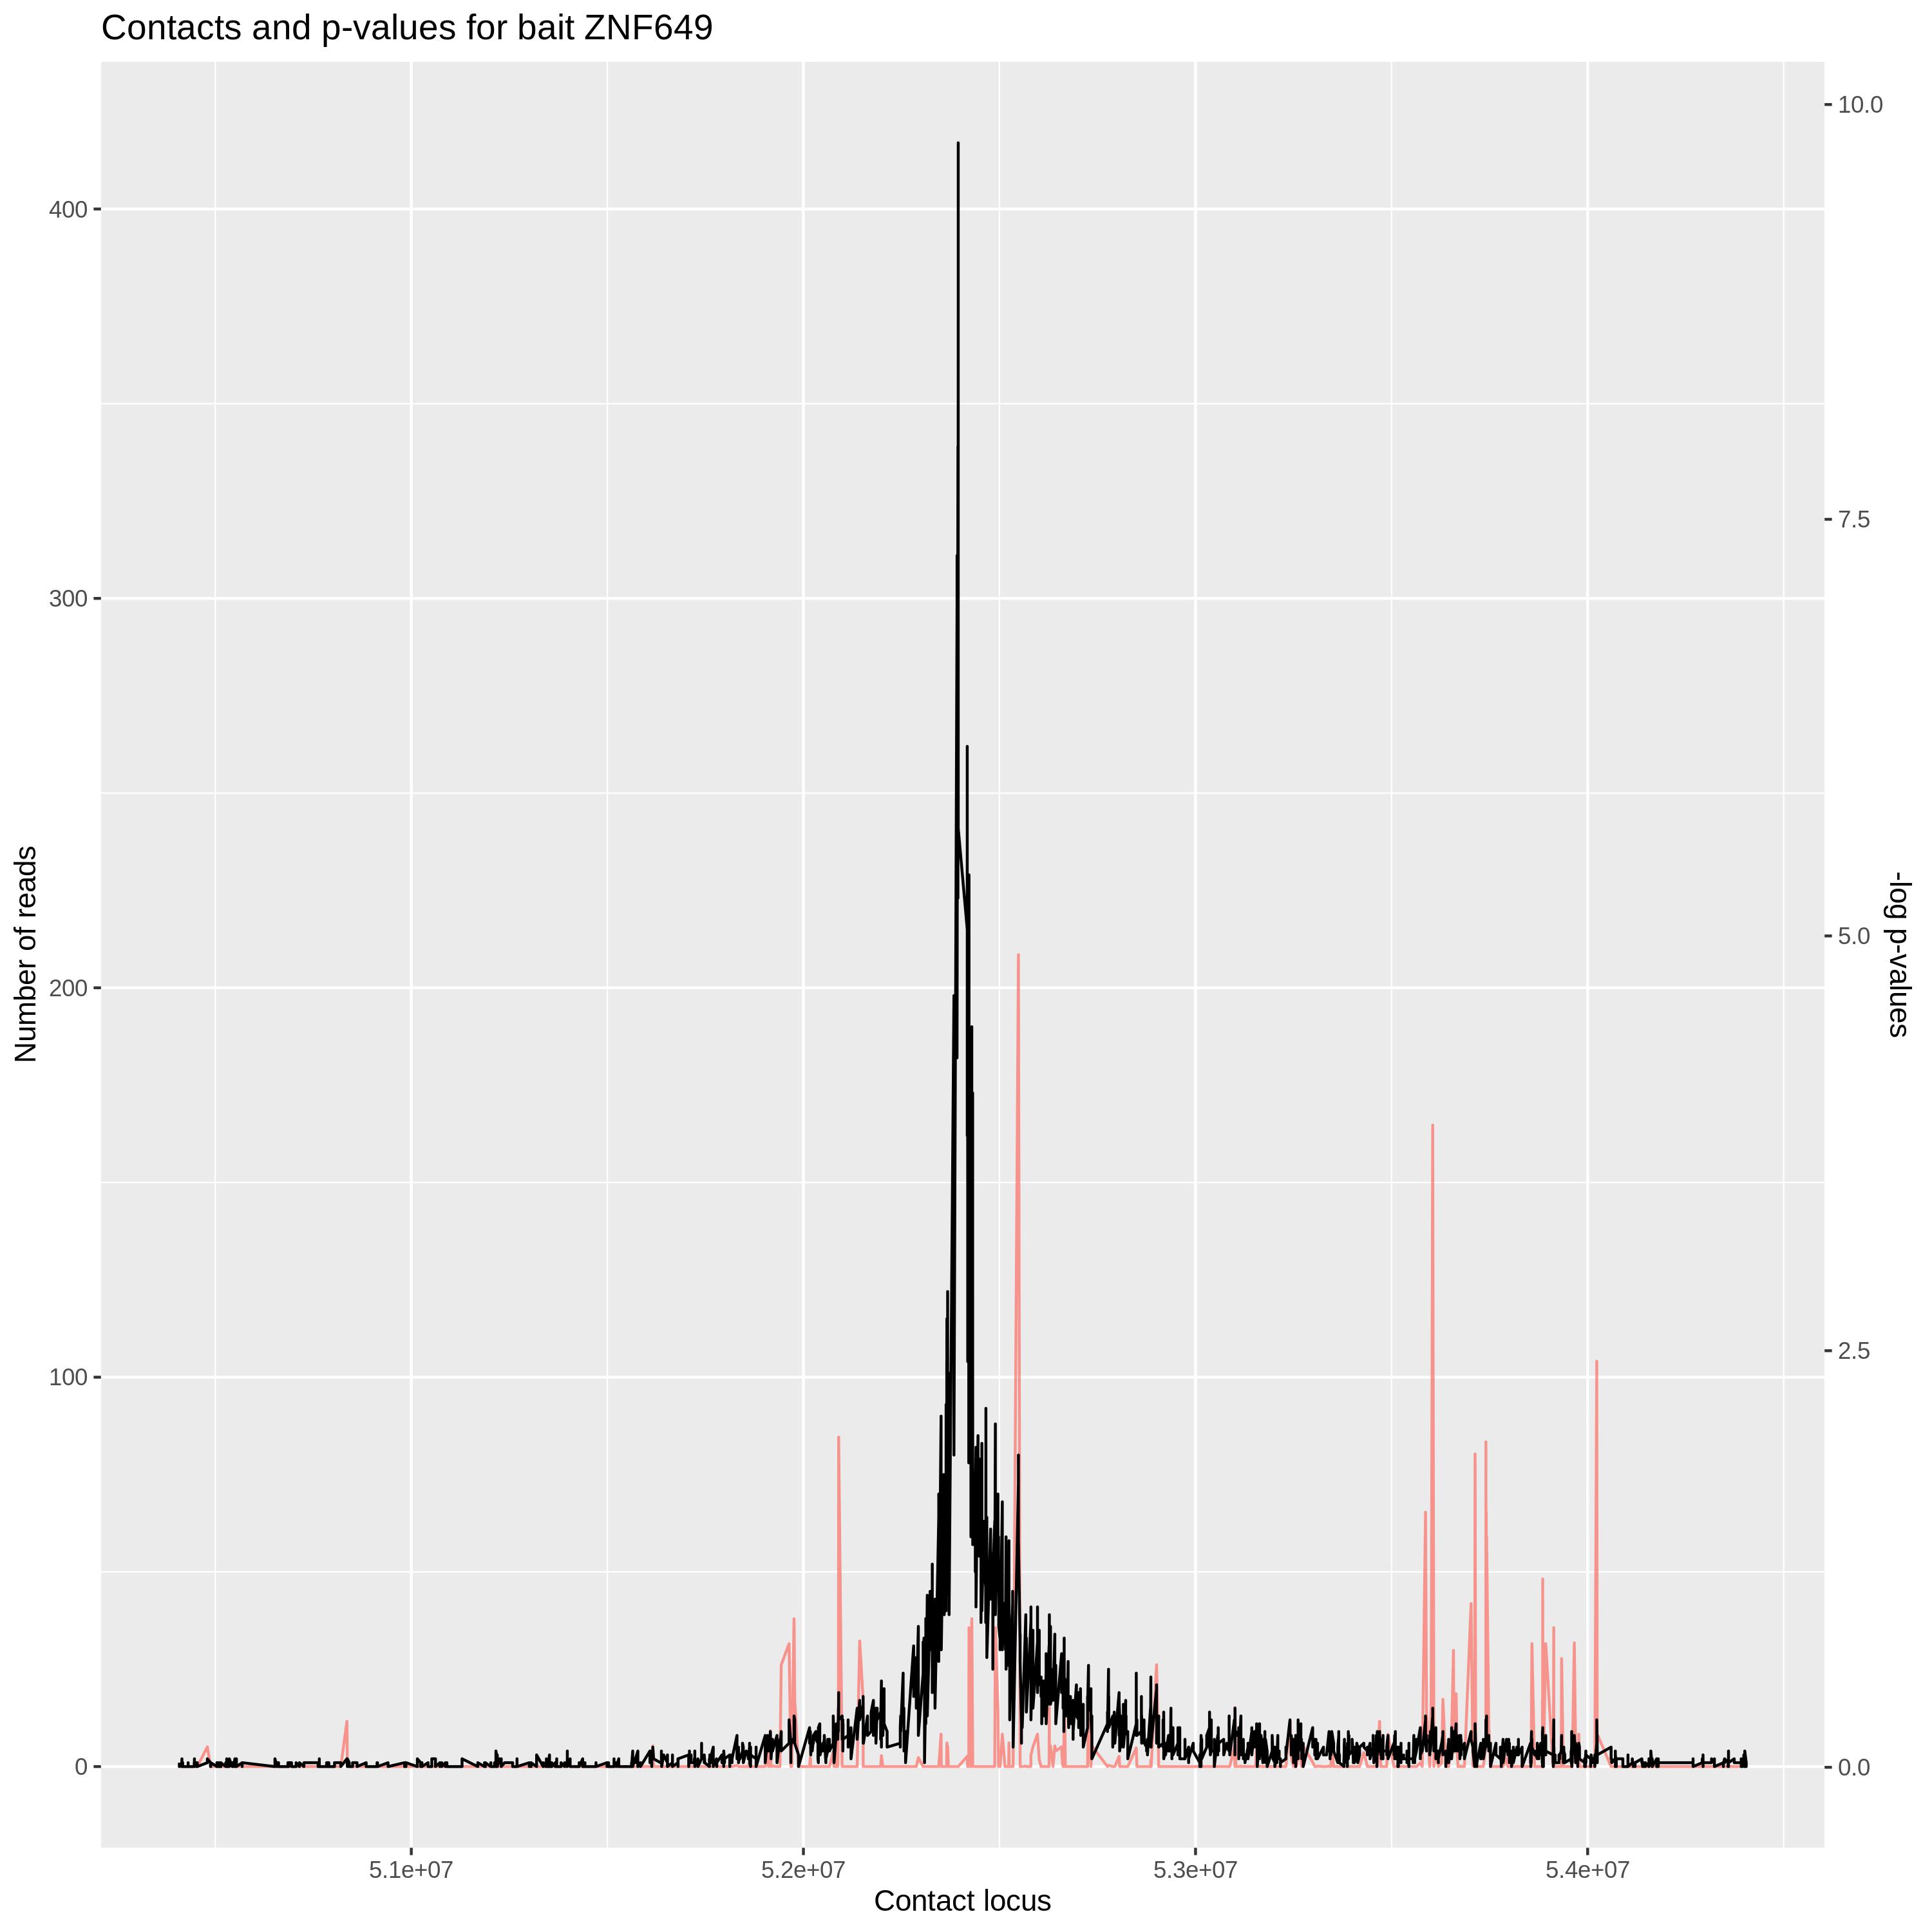 Contacts and p-values for bait ZNF649
400
300
200
100
0
Number of reads
10.0
7.5
5.0
2.5
0.0
-log p-values
5.1e+07
5.2e+07
5.3e+07
5.4e+07
Contact locus